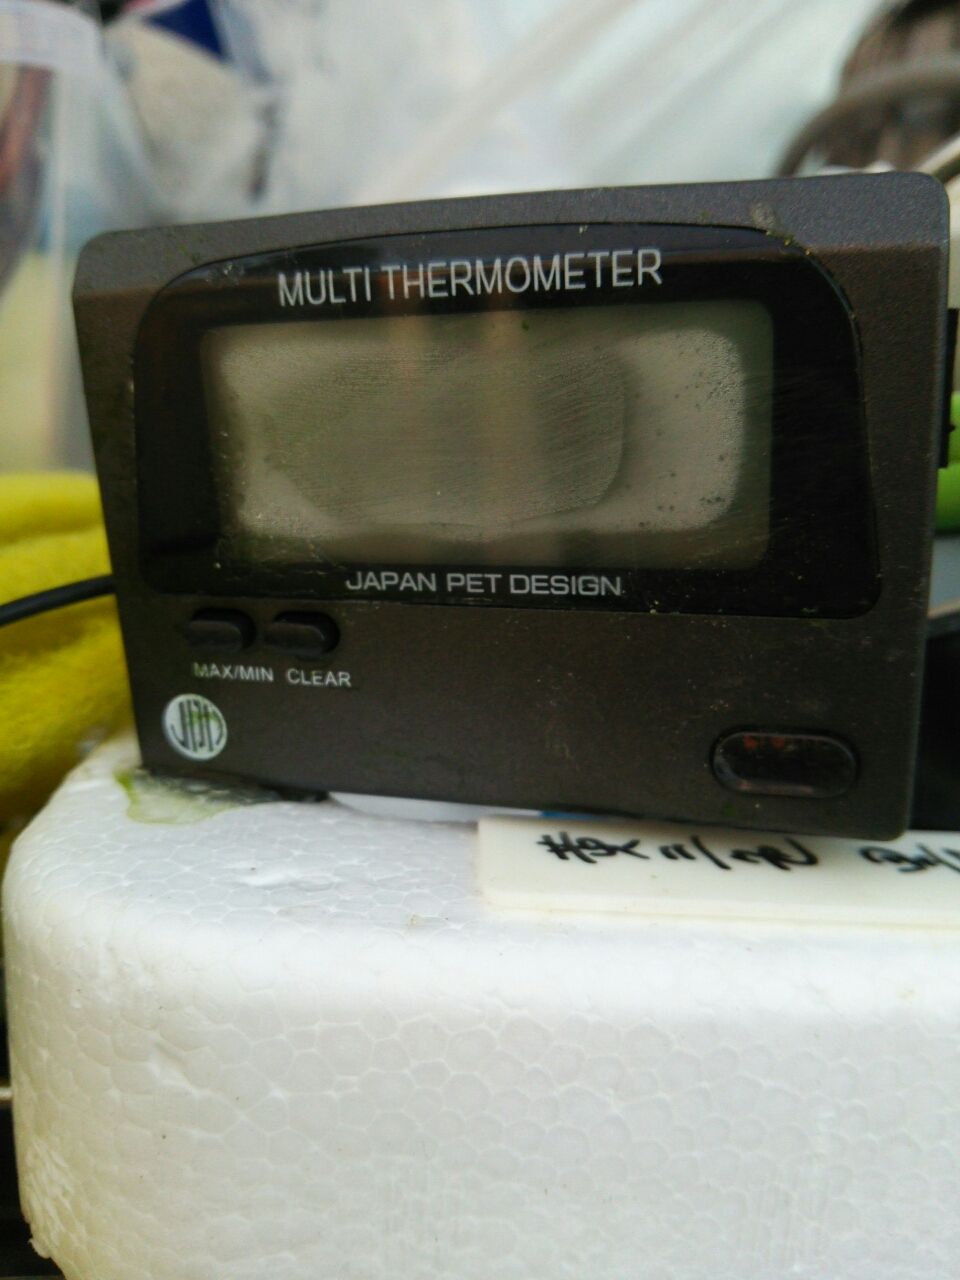 MULTI THERMOMETER
JAPAN PET DESIGN
MAX/MIN CLEAR